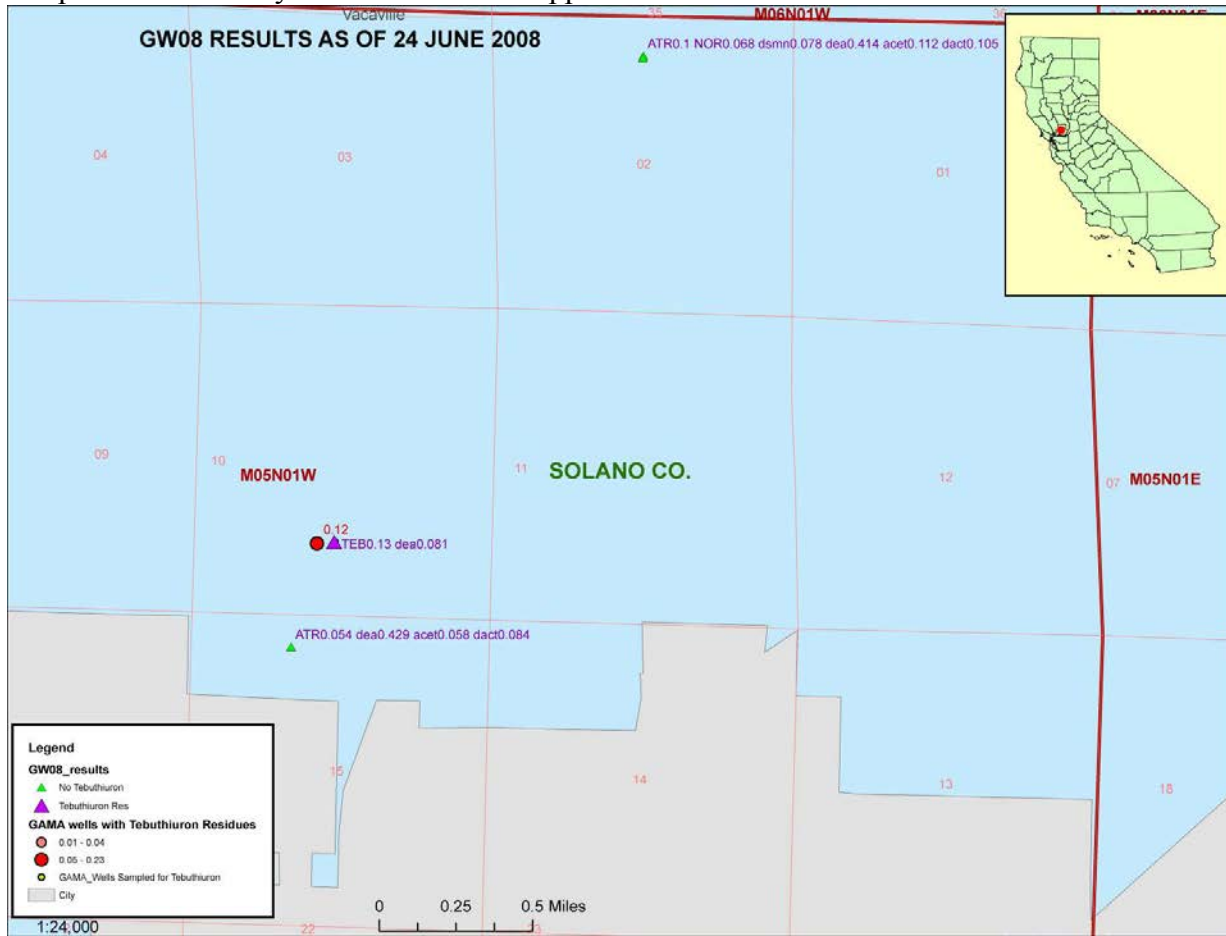 Vacaville
35
M06N01W
36
GW08 RESULTS AS OF 24 JUNE 2008
ATR0.1 NOR0.068 dsmn0.078 dea0.414 acet0.112 dact0.105
04
03
02
01
09
10
M05N01W
11
SOLANO CO.
12
07
M05N01E
0.12
TEB0.13 dea0.081
ATR0.054 dea0.429 acet0.058 dact0.084
15
14
13
18
Legend
GW08_results
No Tebuthiuron
Tebuthiuron Res
GAMA wells with Tebuthiuron Residues
0.01 - 0.04
0.05 - 0.23
GAMA_Wells Sampled for Tebuthiuron
City
0 0.25 0.5 Miles
1:24,000
22